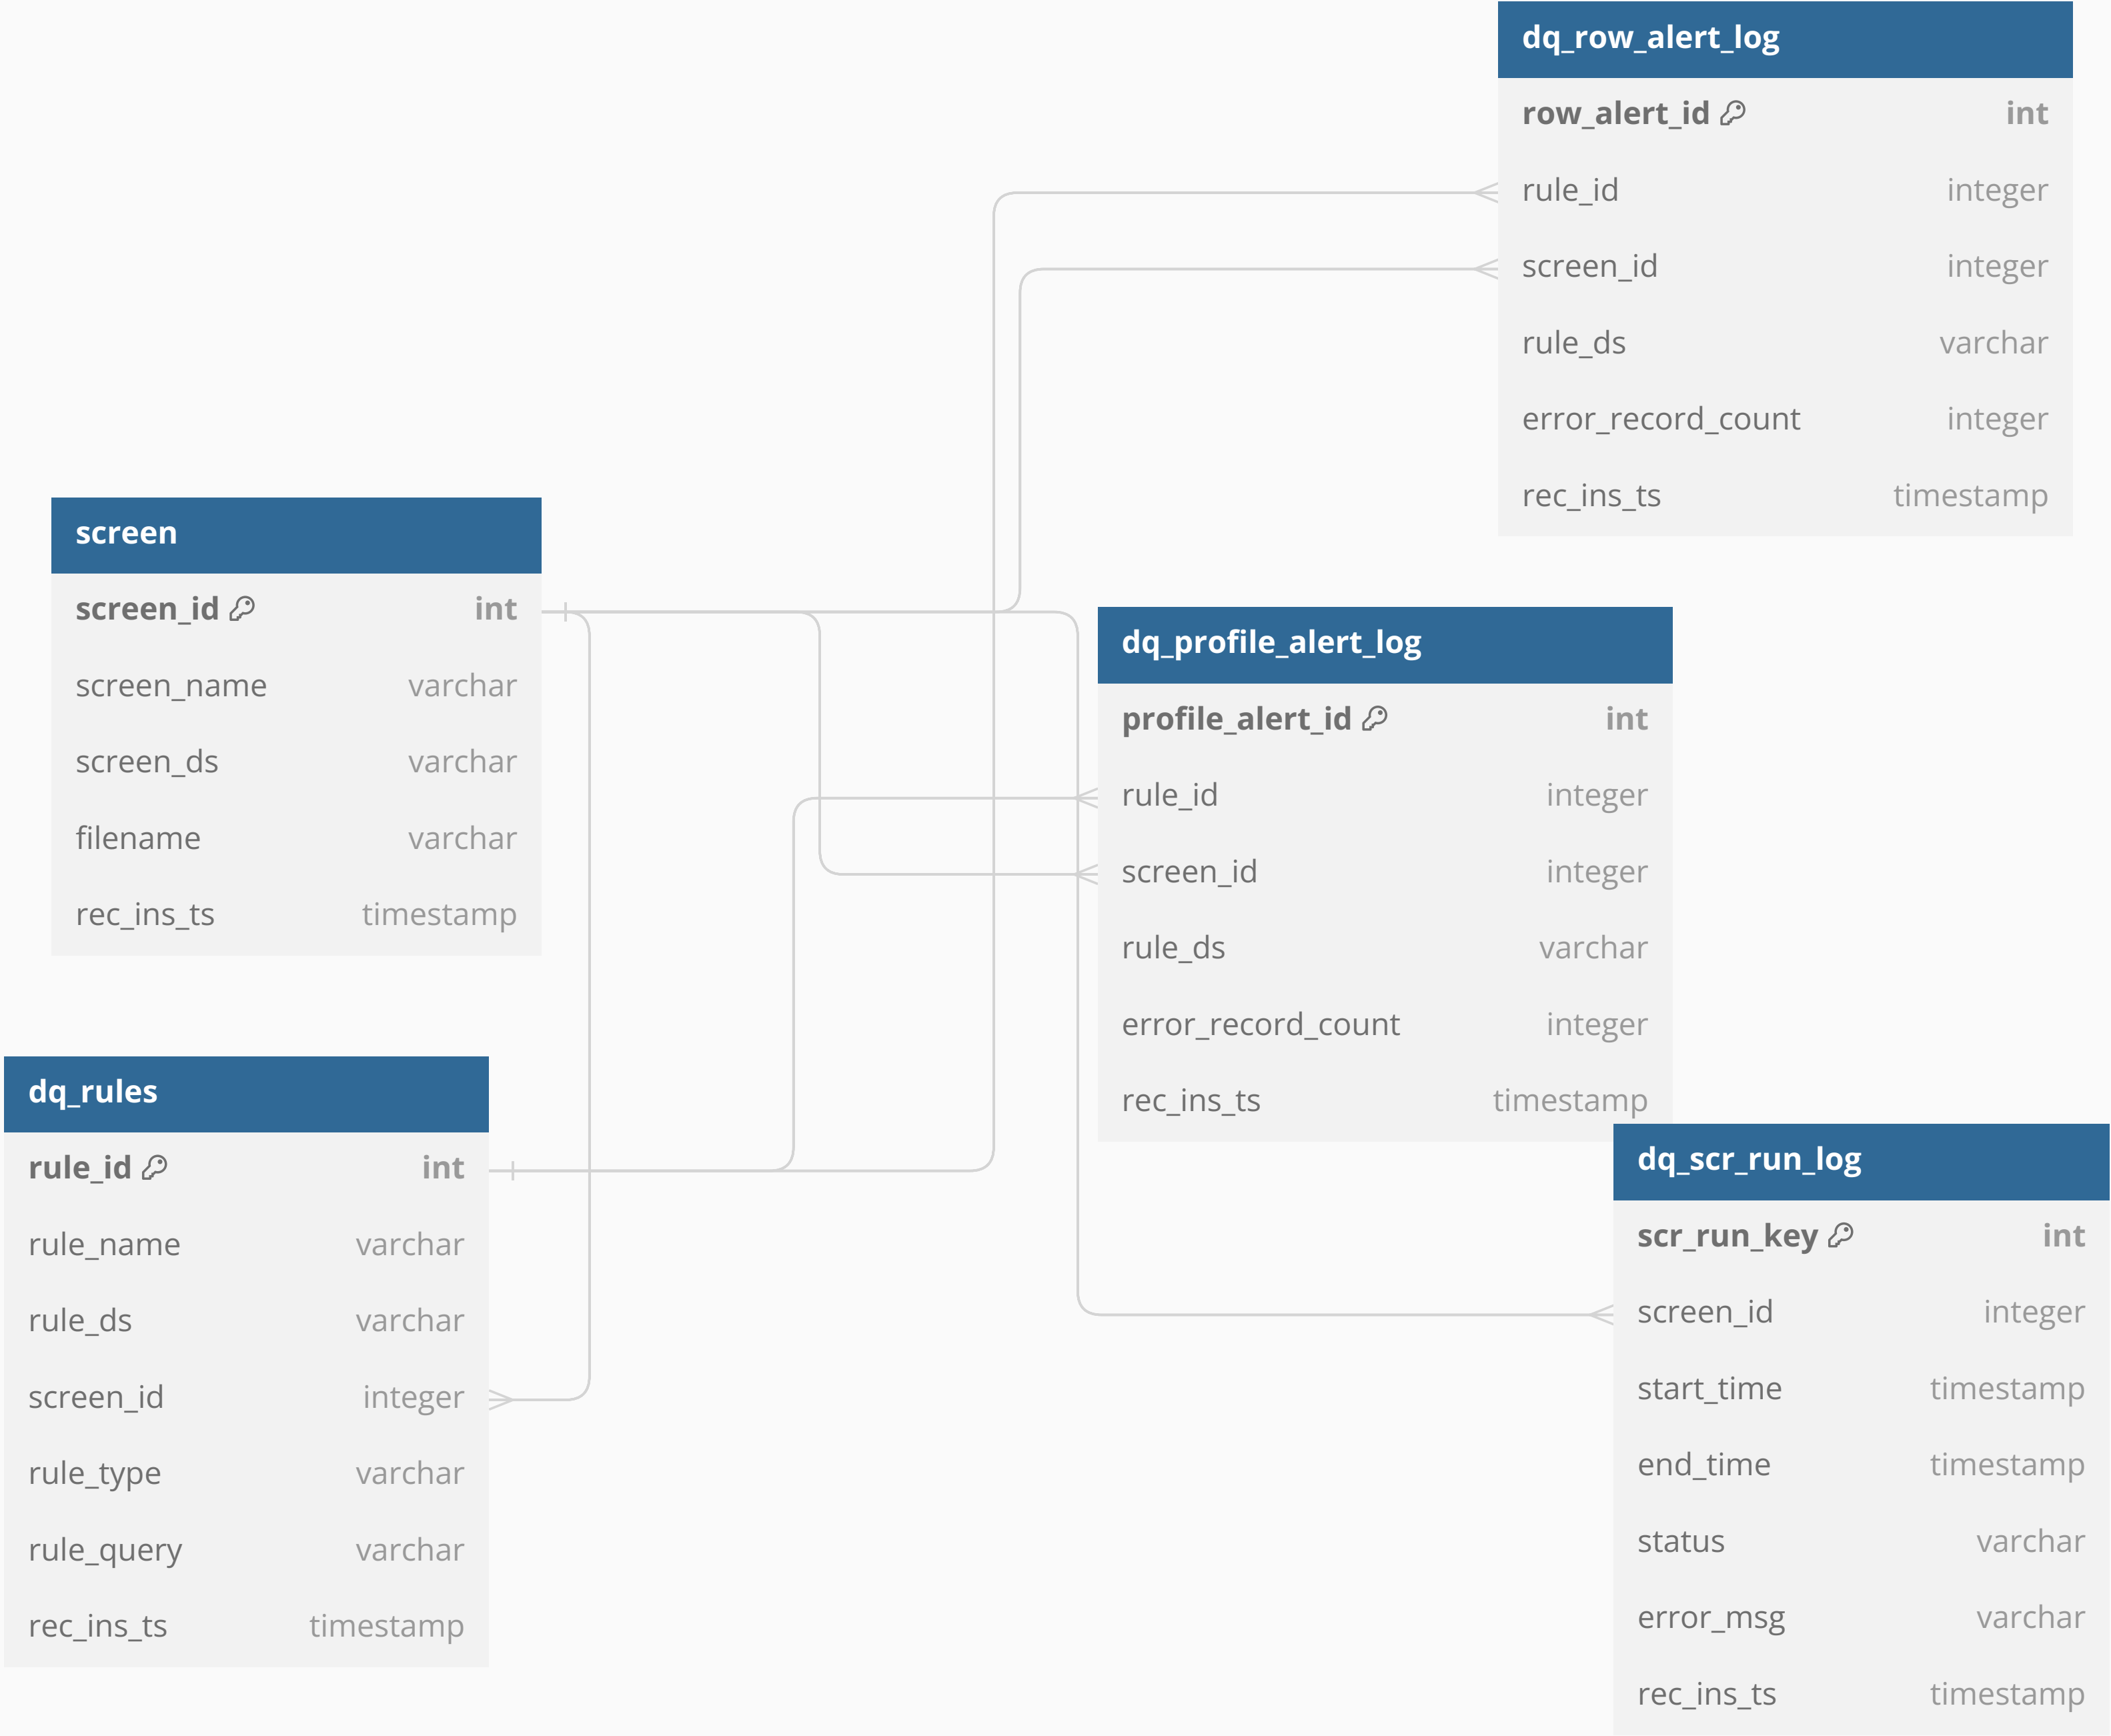 dq_row_alert_log
row_alert_id int
rule_id integer
screen_id integer
rule_ds varchar
error_record_count integer
rec_ins_ts timestamp
screen
screen_id int
screen_name varchar
screen_ds varchar
filename varchar
rec_ins_ts timestamp
dq_profile_alert_log
profile_alert_id int
rule_id integer
screen_id integer
rule_ds varchar
error_record_count integer
rec_ins_ts timestamp
dq_rules
rule_id int
rule_name varchar
rule_ds varchar
screen_id integer
rule_type varchar
rule_query varchar
rec_ins_ts timestamp
dq_scr_run_log
scr_run_key int
screen_id integer
start_time timestamp
end_time timestamp
status varchar
error_msg varchar
rec_ins_ts timestamp